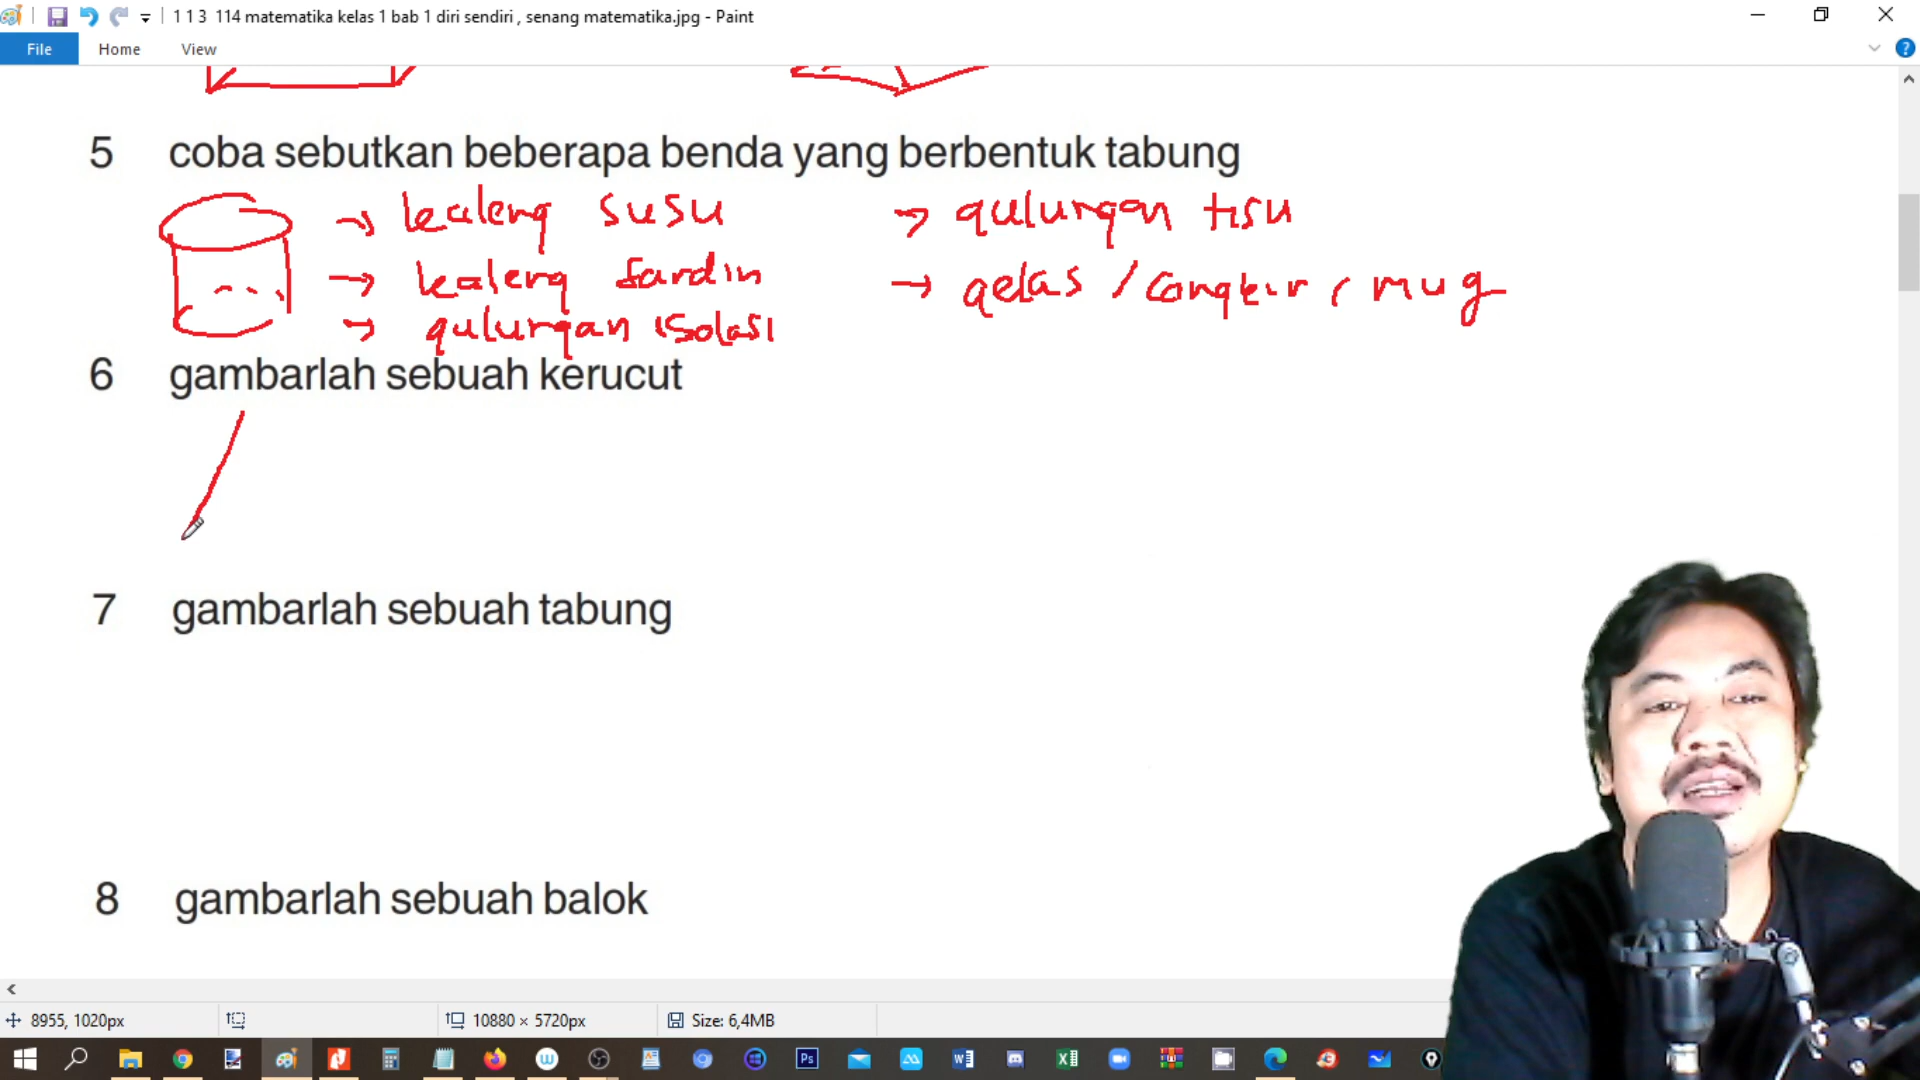 1 1 3 114 matematika kelas 1 bab 1 diri sendiri , senang matematika.jpg - Paint
File Home View
5 coba sebutkan beberapa benda yang berbentuk tabung
→ kaleng susu → gulungan tisu
→ kaleng sardin → gelas / cangkir , mug
→ gulungan isolasi
6 gambarlah sebuah kerucut
7 gambarlah sebuah tabung
8 gambarlah sebuah balok
8955, 1020px 10880 × 5720px Size: 6,4MB